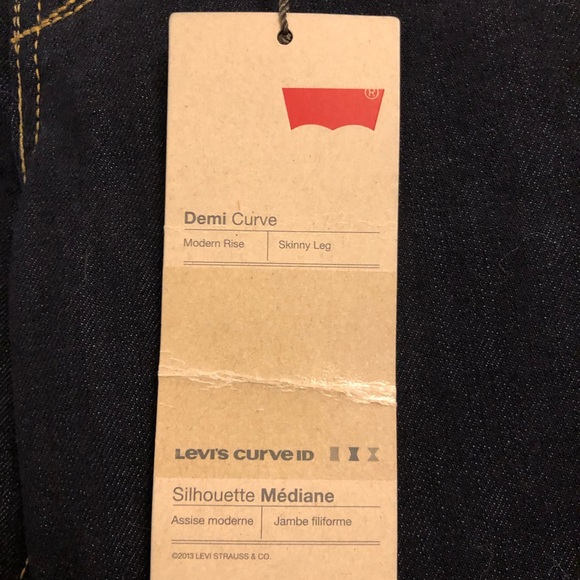 ®
Demi Curve
Modern Rise Skinny Leg
Levi's curve ID
Silhouette Médiane
Assise moderne Jambe filiforme
©2013 LEVI STRAUSS & CO.